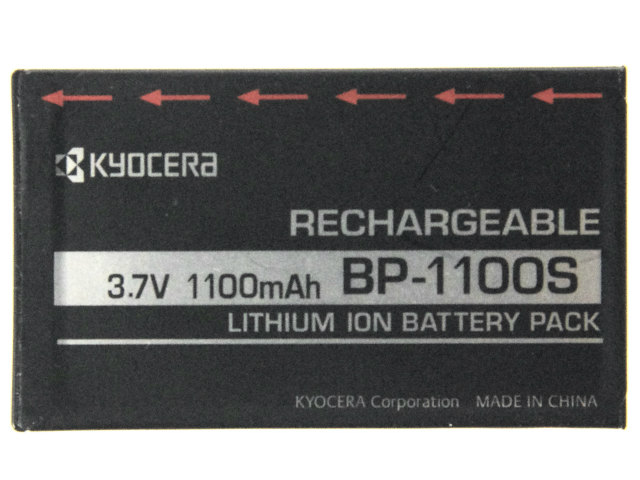 KYOCERA
RECHARGEABLE
3.7V 1100mAh BP-1100S
LITHIUM ION BATTERY PACK
KYOCERA Corporation MADE IN CHINA